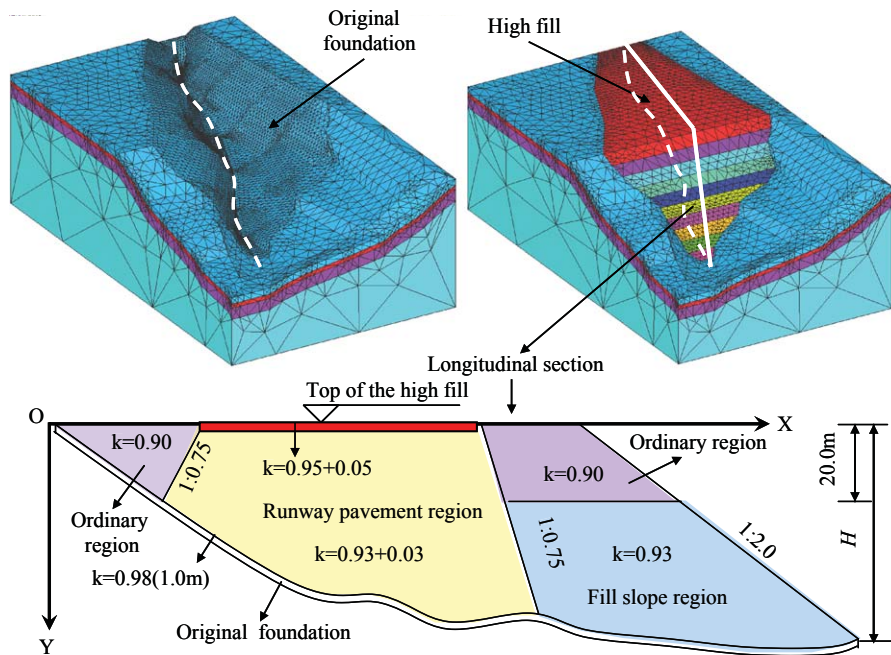 Original
foundation
High fill
Longitudinal section
Top of the high fill
O
X
k=0.90
1:0.75
k=0.95+0.05
k=0.90
Ordinary region
20.0m
Ordinary
region
Runway pavement region
1:0.75
1:2.0
H
k=0.98(1.0m)
k=0.93+0.03
k=0.93
Fill slope region
Original foundation
Y